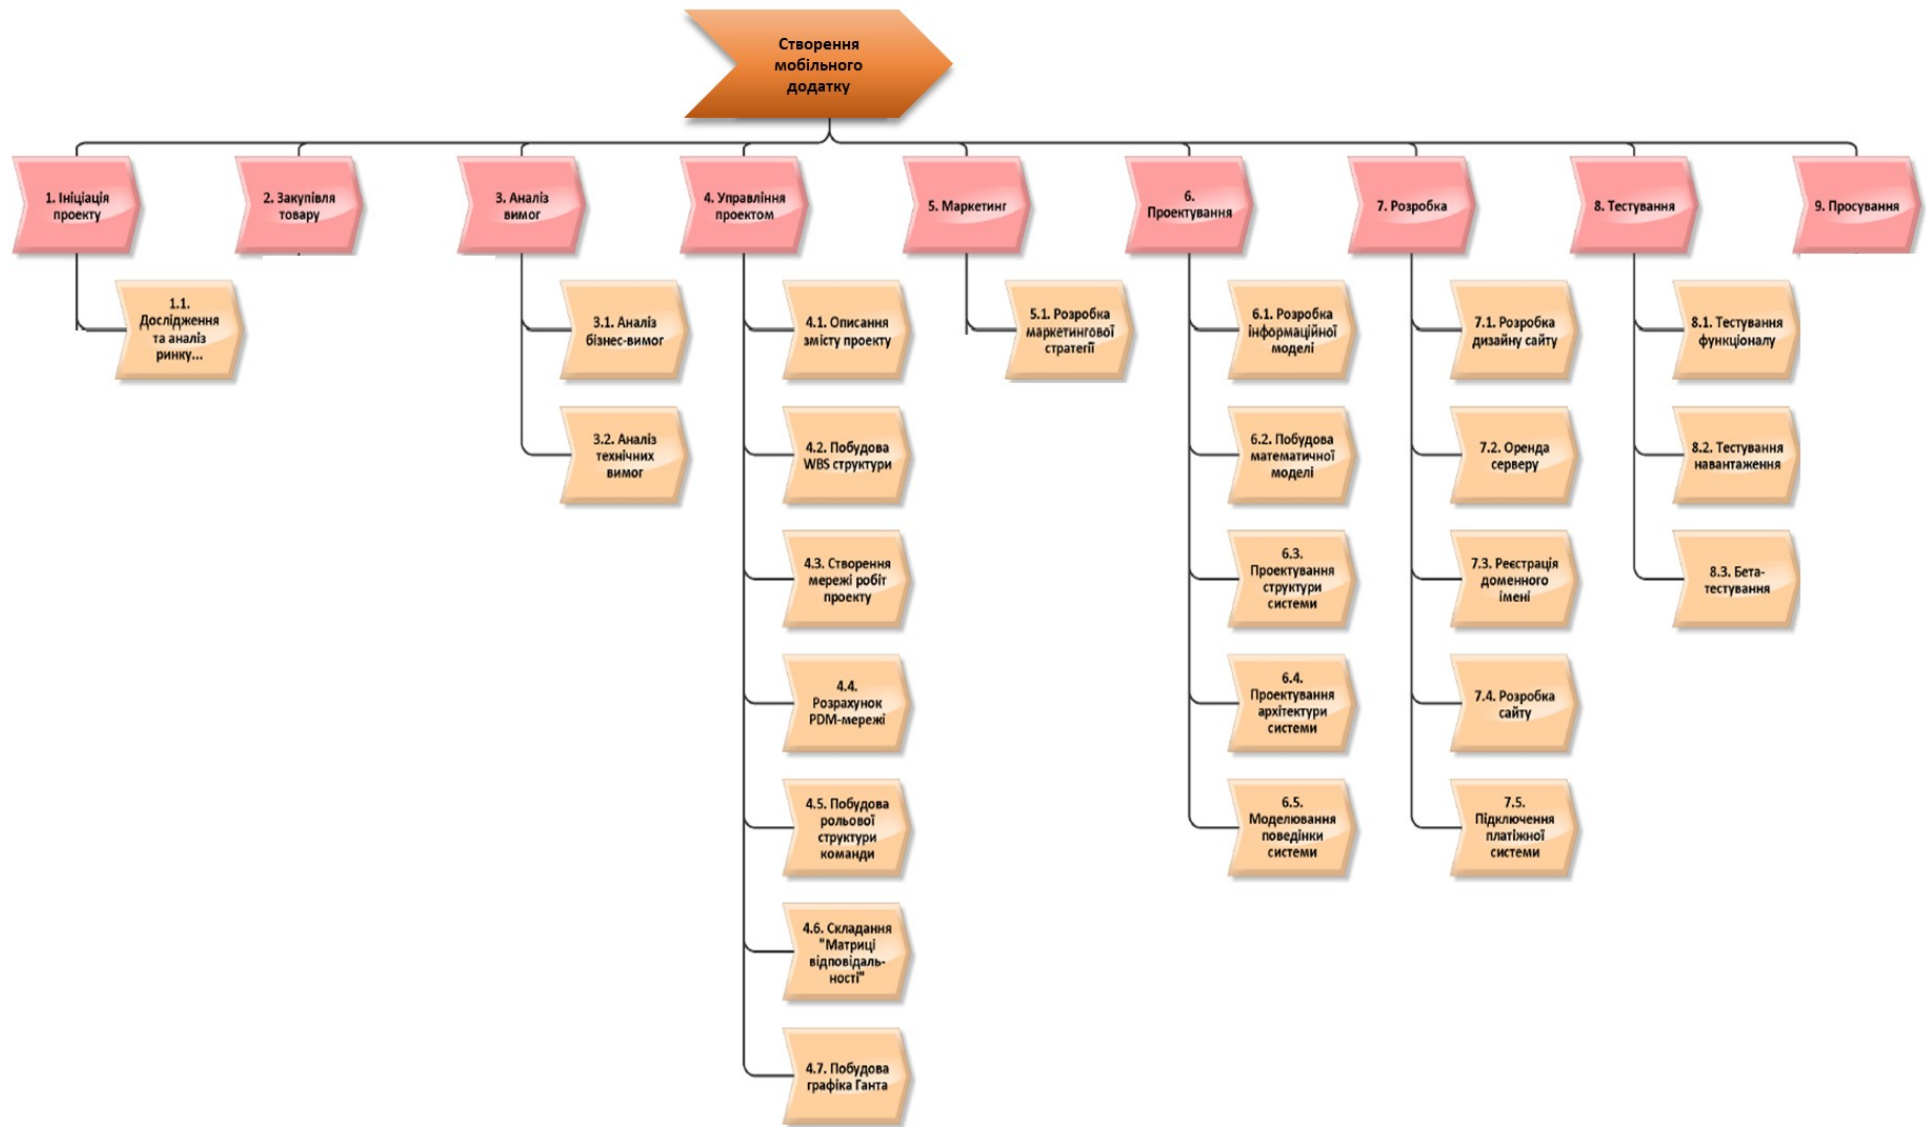 Створення
мобільного
додатку
1. Ініціація
проекту
2. Закупівля
товару
3. Аналіз
вимог
4. Управління
проектом
5. Маркетинг
6.
Проектування
7. Розробка
8. Тестування
9. Просування
1.1.
Дослідження
та аналіз
ринку...
3.1. Аналіз
бізнес-вимог
3.2. Аналіз
технічних
вимог
4.1. Описання
змісту проекту
4.2. Побудова
WBS структури
4.3. Створення
мережі робіт
проекту
4.4.
Розрахунок
PDM-мережі
4.5. Побудова
рольової
структури
команди
4.6. Складання
"Матриці
відповідаль-
ності"
4.7. Побудова
графіка Ганта
5.1. Розробка
маркетингової
стратегії
6.1. Розробка
інформаційної
моделі
6.2. Побудова
математичної
моделі
6.3.
Проектування
структури
системи
6.4.
Проектування
архітектури
системи
6.5.
Моделювання
поведінки
системи
7.1. Розробка
дизайну сайту
7.2. Оренда
серверу
7.3. Реєстрація
доменного
імені
7.4. Розробка
сайту
7.5.
Підключення
платіжної
системи
8.1. Тестування
функціоналу
8.2. Тестування
навантаження
8.3. Бета-
тестування